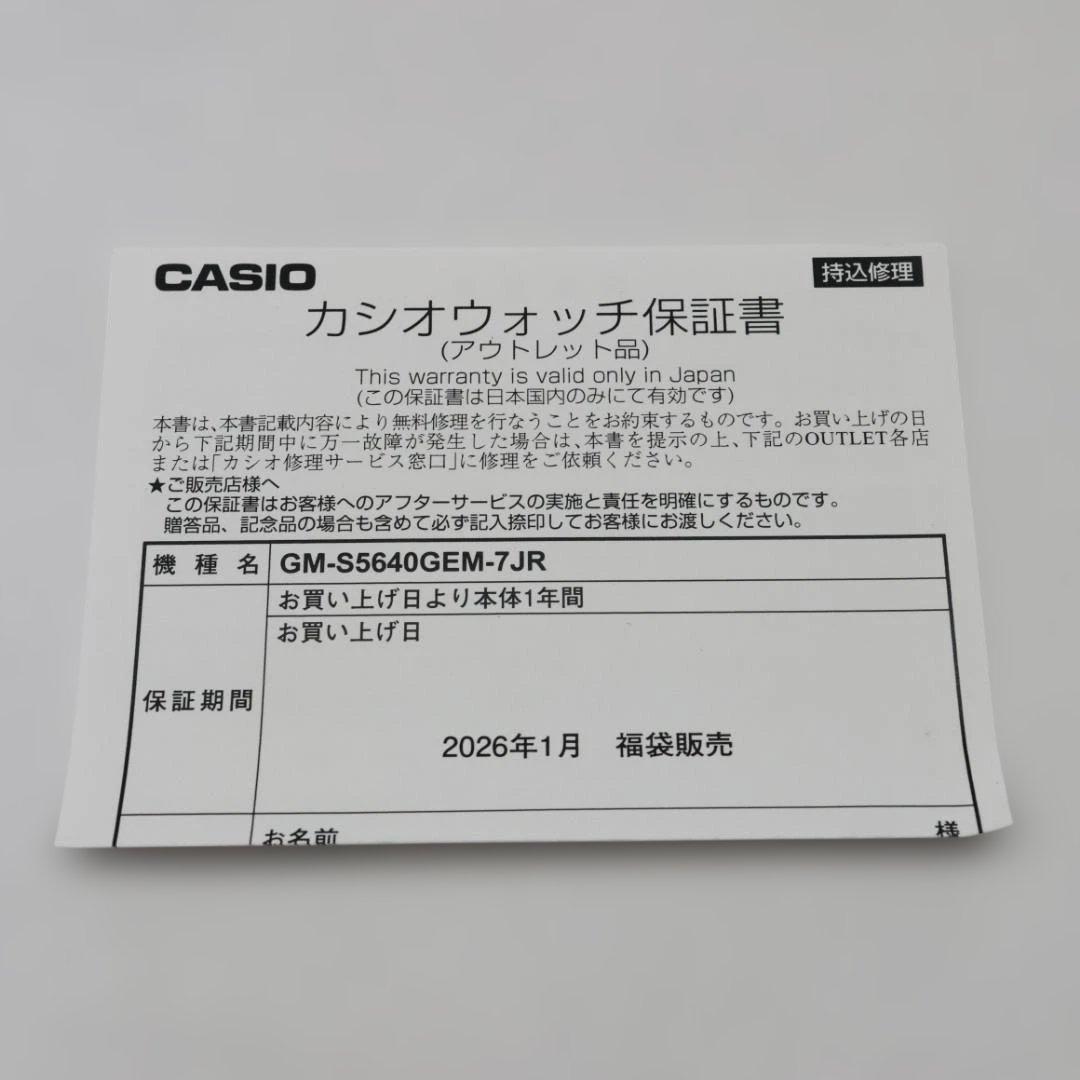 CASIO
持込修理
カシオウォッチ保証書
(アウトレット品)
This warranty is valid only in Japan
(この保証書は日本国内のみにて有効です)
本書は、本書記載内容により無料修理を行なうことをお約束するものです。お買い上げの日
から下記期間中に万一故障が発生した場合は、本書を提示の上、下記のOUTLET各店
または「カシオ修理サービス窓口」に修理をご依頼ください。
★ご販売店様へ
この保証書はお客様へのアフターサービスの実施と責任を明確にするものです。
贈答品、記念品の場合も含めて必ず記入捺印してお客様にお渡しください。
機種名 GM-S5640GEM-7JR
お買い上げ日より本体1年間
お買い上げ日
保証期間
2026年1月 福袋販売
お名前 様